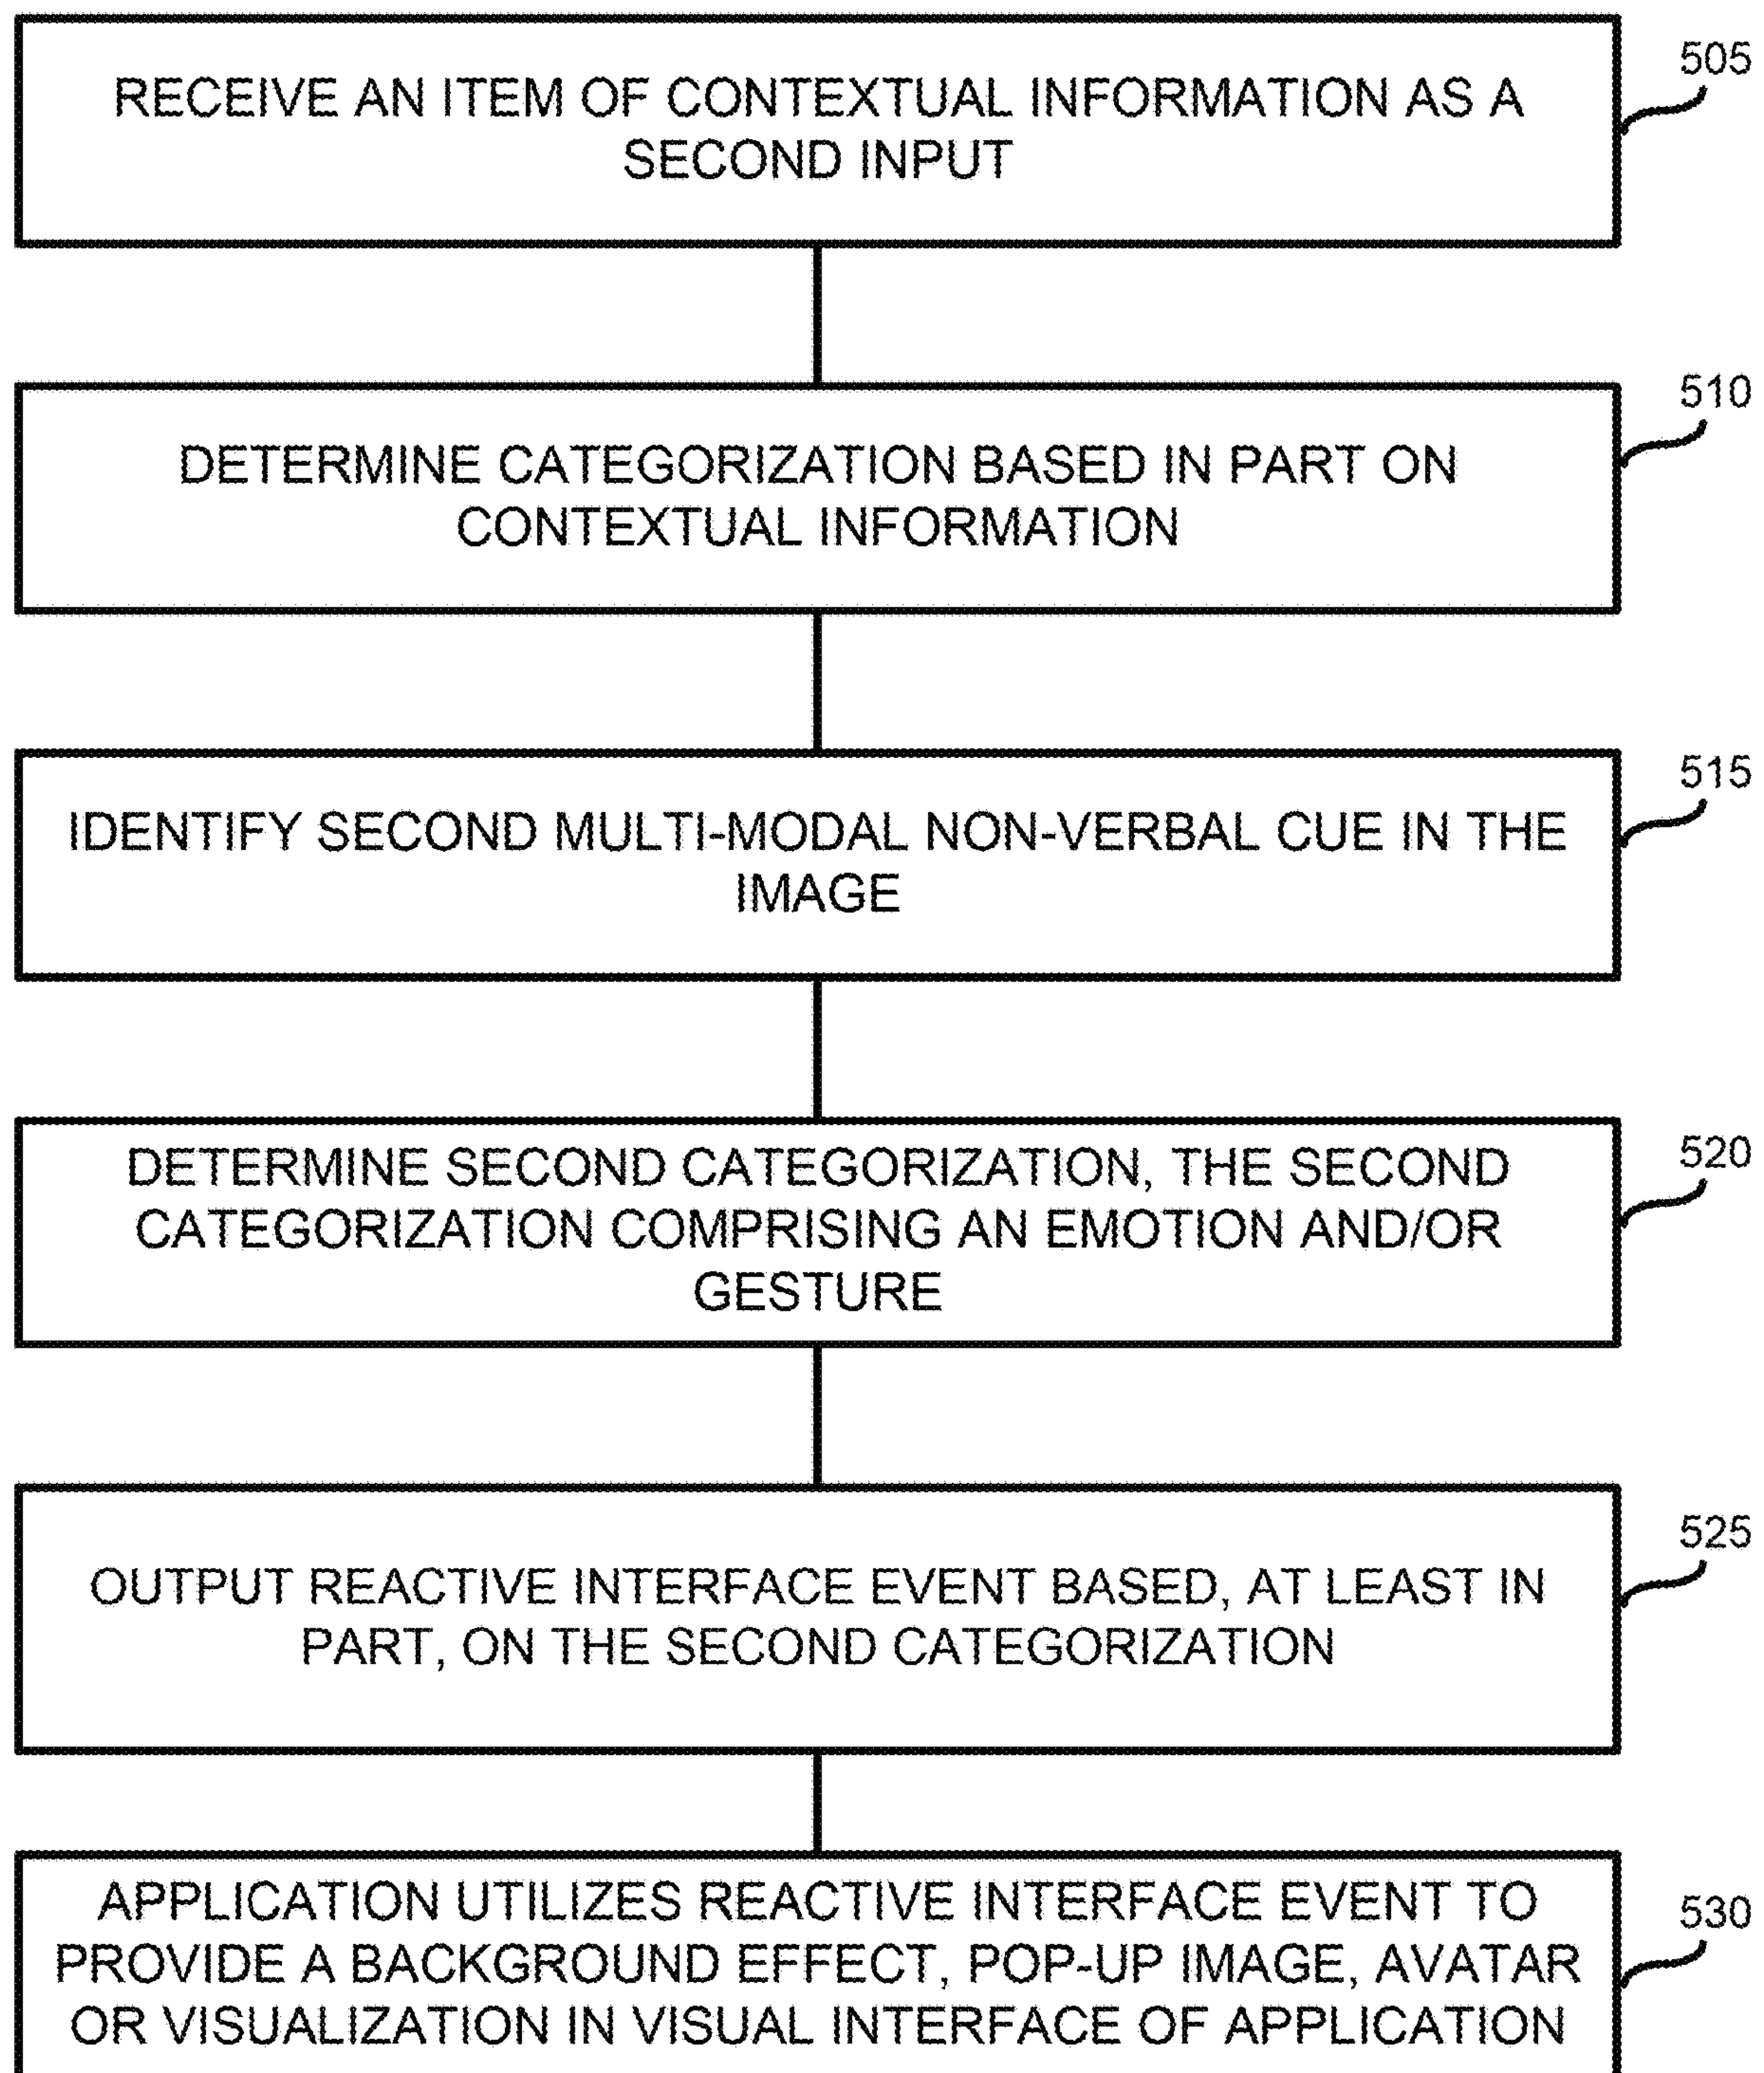 505
RECEIVE AN ITEM OF CONTEXTUAL INFORMATION AS A
SECOND INPUT
510
DETERMINE CATEGORIZATION BASED IN PART ON
CONTEXTUAL INFORMATION
515
IDENTIFY SECOND MULTI-MODAL NON-VERBAL CUE IN THE
IMAGE
520
DETERMINE SECOND CATEGORIZATION, THE SECOND
CATEGORIZATION COMPRISING AN EMOTION AND/OR
GESTURE
525
OUTPUT REACTIVE INTERFACE EVENT BASED, AT LEAST IN
PART, ON THE SECOND CATEGORIZATION
530
APPLICATION UTILIZES REACTIVE INTERFACE EVENT TO
PROVIDE A BACKGROUND EFFECT, POP-UP IMAGE, AVATAR
OR VISUALIZATION IN VISUAL INTERFACE OF APPLICATION